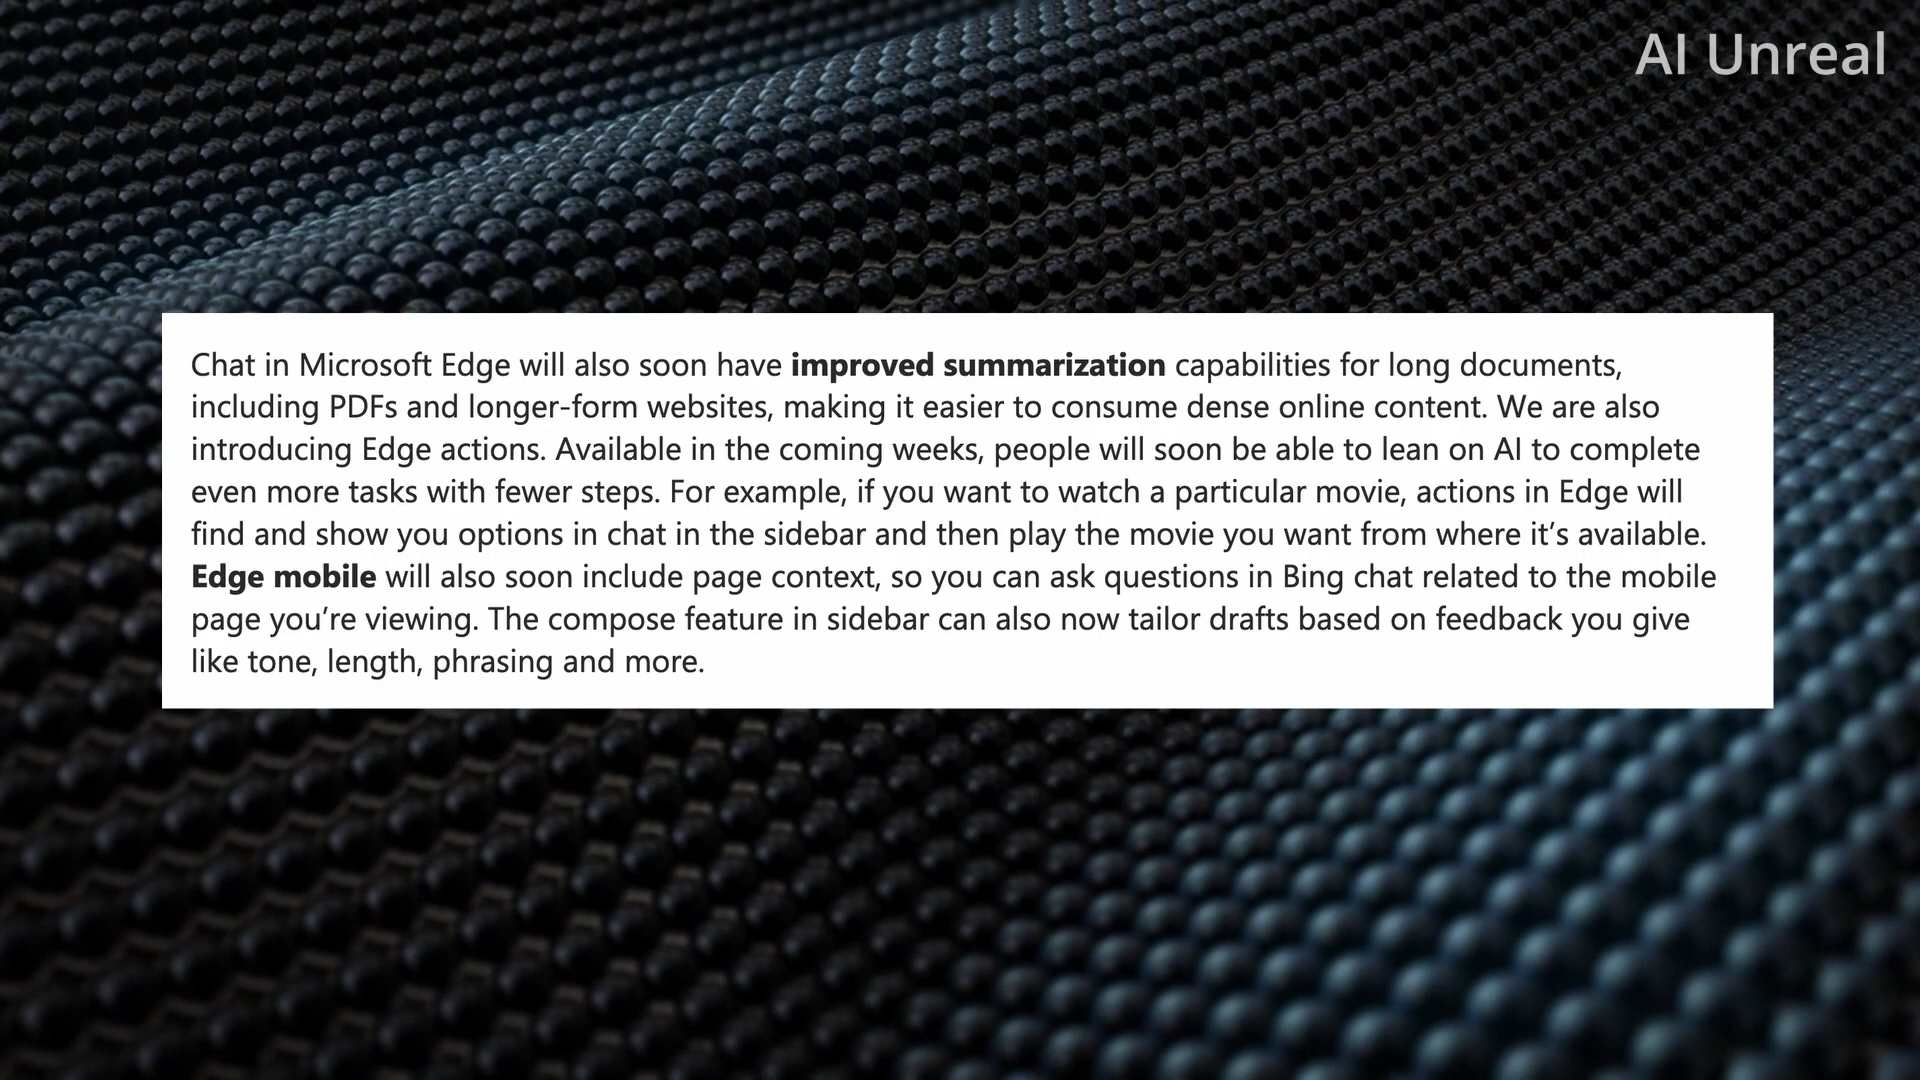 AI Unreal
Chat in Microsoft Edge will also soon have improved summarization capabilities for long documents,
including PDFs and longer-form websites, making it easier to consume dense online content. We are also
introducing Edge actions. Available in the coming weeks, people will soon be able to lean on AI to complete
even more tasks with fewer steps. For example, if you want to watch a particular movie, actions in Edge will
find and show you options in chat in the sidebar and then play the movie you want from where it’s available.
Edge mobile will also soon include page context, so you can ask questions in Bing chat related to the mobile
page you’re viewing. The compose feature in sidebar can also now tailor drafts based on feedback you give
like tone, length, phrasing and more.